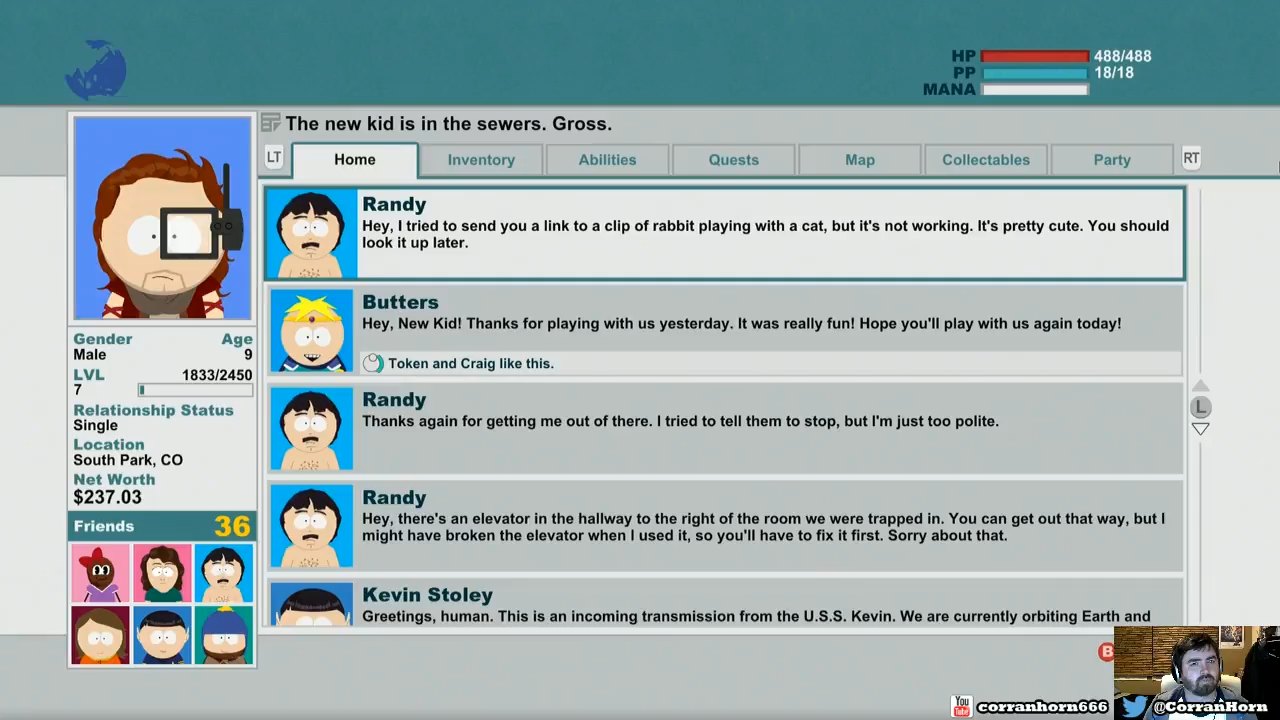 HP 488/488
PP 18/18
MANA
The new kid is in the sewers. Gross.
LT Home Inventory Abilities Quests Map Collectables Party RT
Gender Age
Male 9
LVL 1833/2450
7
Relationship Status
Single
Location
South Park, CO
Net Worth
$237.03
Friends 36
Randy
Hey, I tried to send you a link to a clip of rabbit playing with a cat, but it's not working. It's pretty cute. You should
look it up later.
Butters
Hey, New Kid! Thanks for playing with us yesterday. It was really fun! Hope you'll play with us again today!
Token and Craig like this.
Randy
Thanks again for getting me out of there. I tried to tell them to stop, but I'm just too polite.
L
Randy
Hey, there's an elevator in the hallway to the right of the room we were trapped in. You can get out that way, but I
might have broken the elevator when I used it, so you'll have to fix it first. Sorry about that.
Kevin Stoley
Greetings, human. This is an incoming transmission from the U.S.S. Kevin. We are currently orbiting Earth and
B
You Tube corranhorn666 @CorranHorn